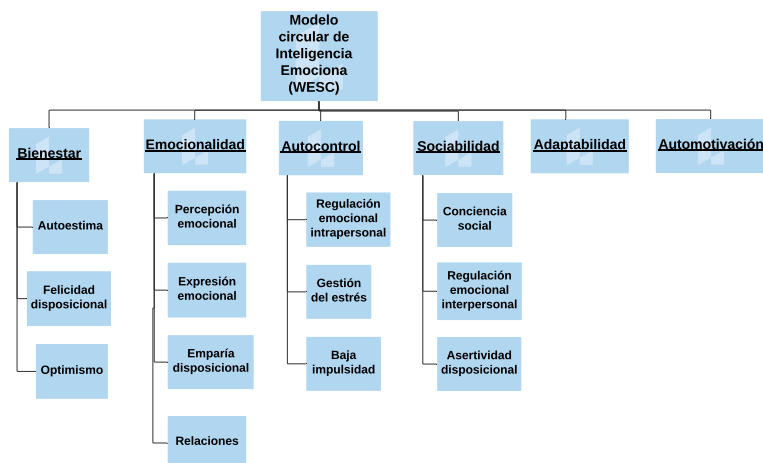 Modelo
circular de
Inteligencia
Emociona
(WESC)
Bienestar
Emocionalidad
Autocontrol
Sociabilidad
Adaptabilidad
Automotivación
Autoestima
Felicidad
disposicional
Optimismo
Percepción
emocional
Expresión
emocional
Emparía
disposicional
Relaciones
Regulación
emocional
intrapersonal
Gestión
del estrés
Baja
impulsidad
Conciencia
social
Regulación
emocional
interpersonal
Asertividad
disposicional